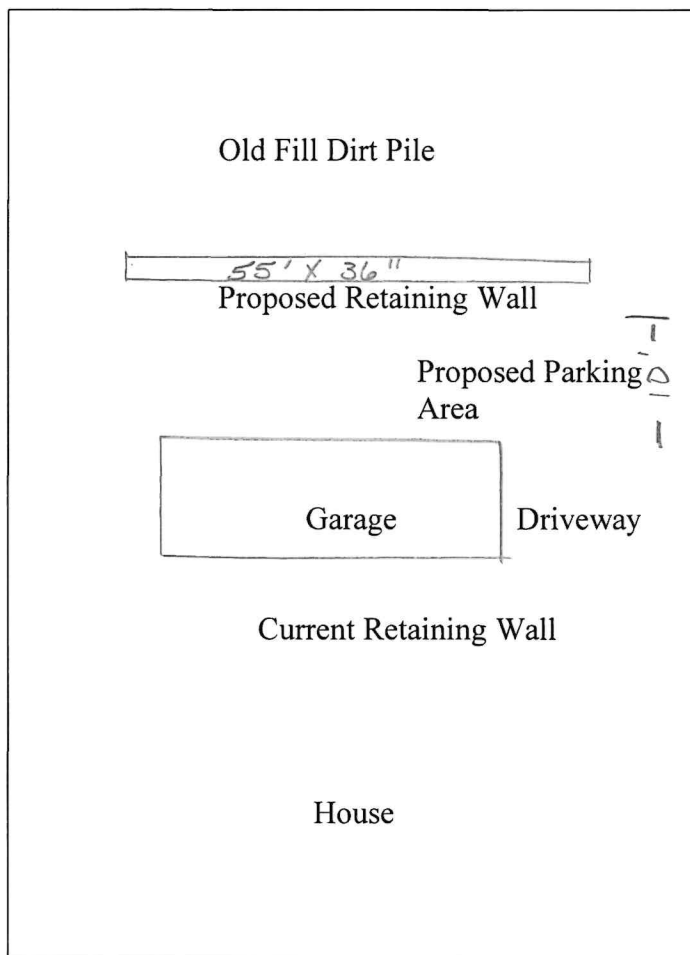 Old Fill Dirt Pile
55' X 36"
Proposed Retaining Wall
Proposed Parking
Area
Garage
Driveway
Current Retaining Wall
House